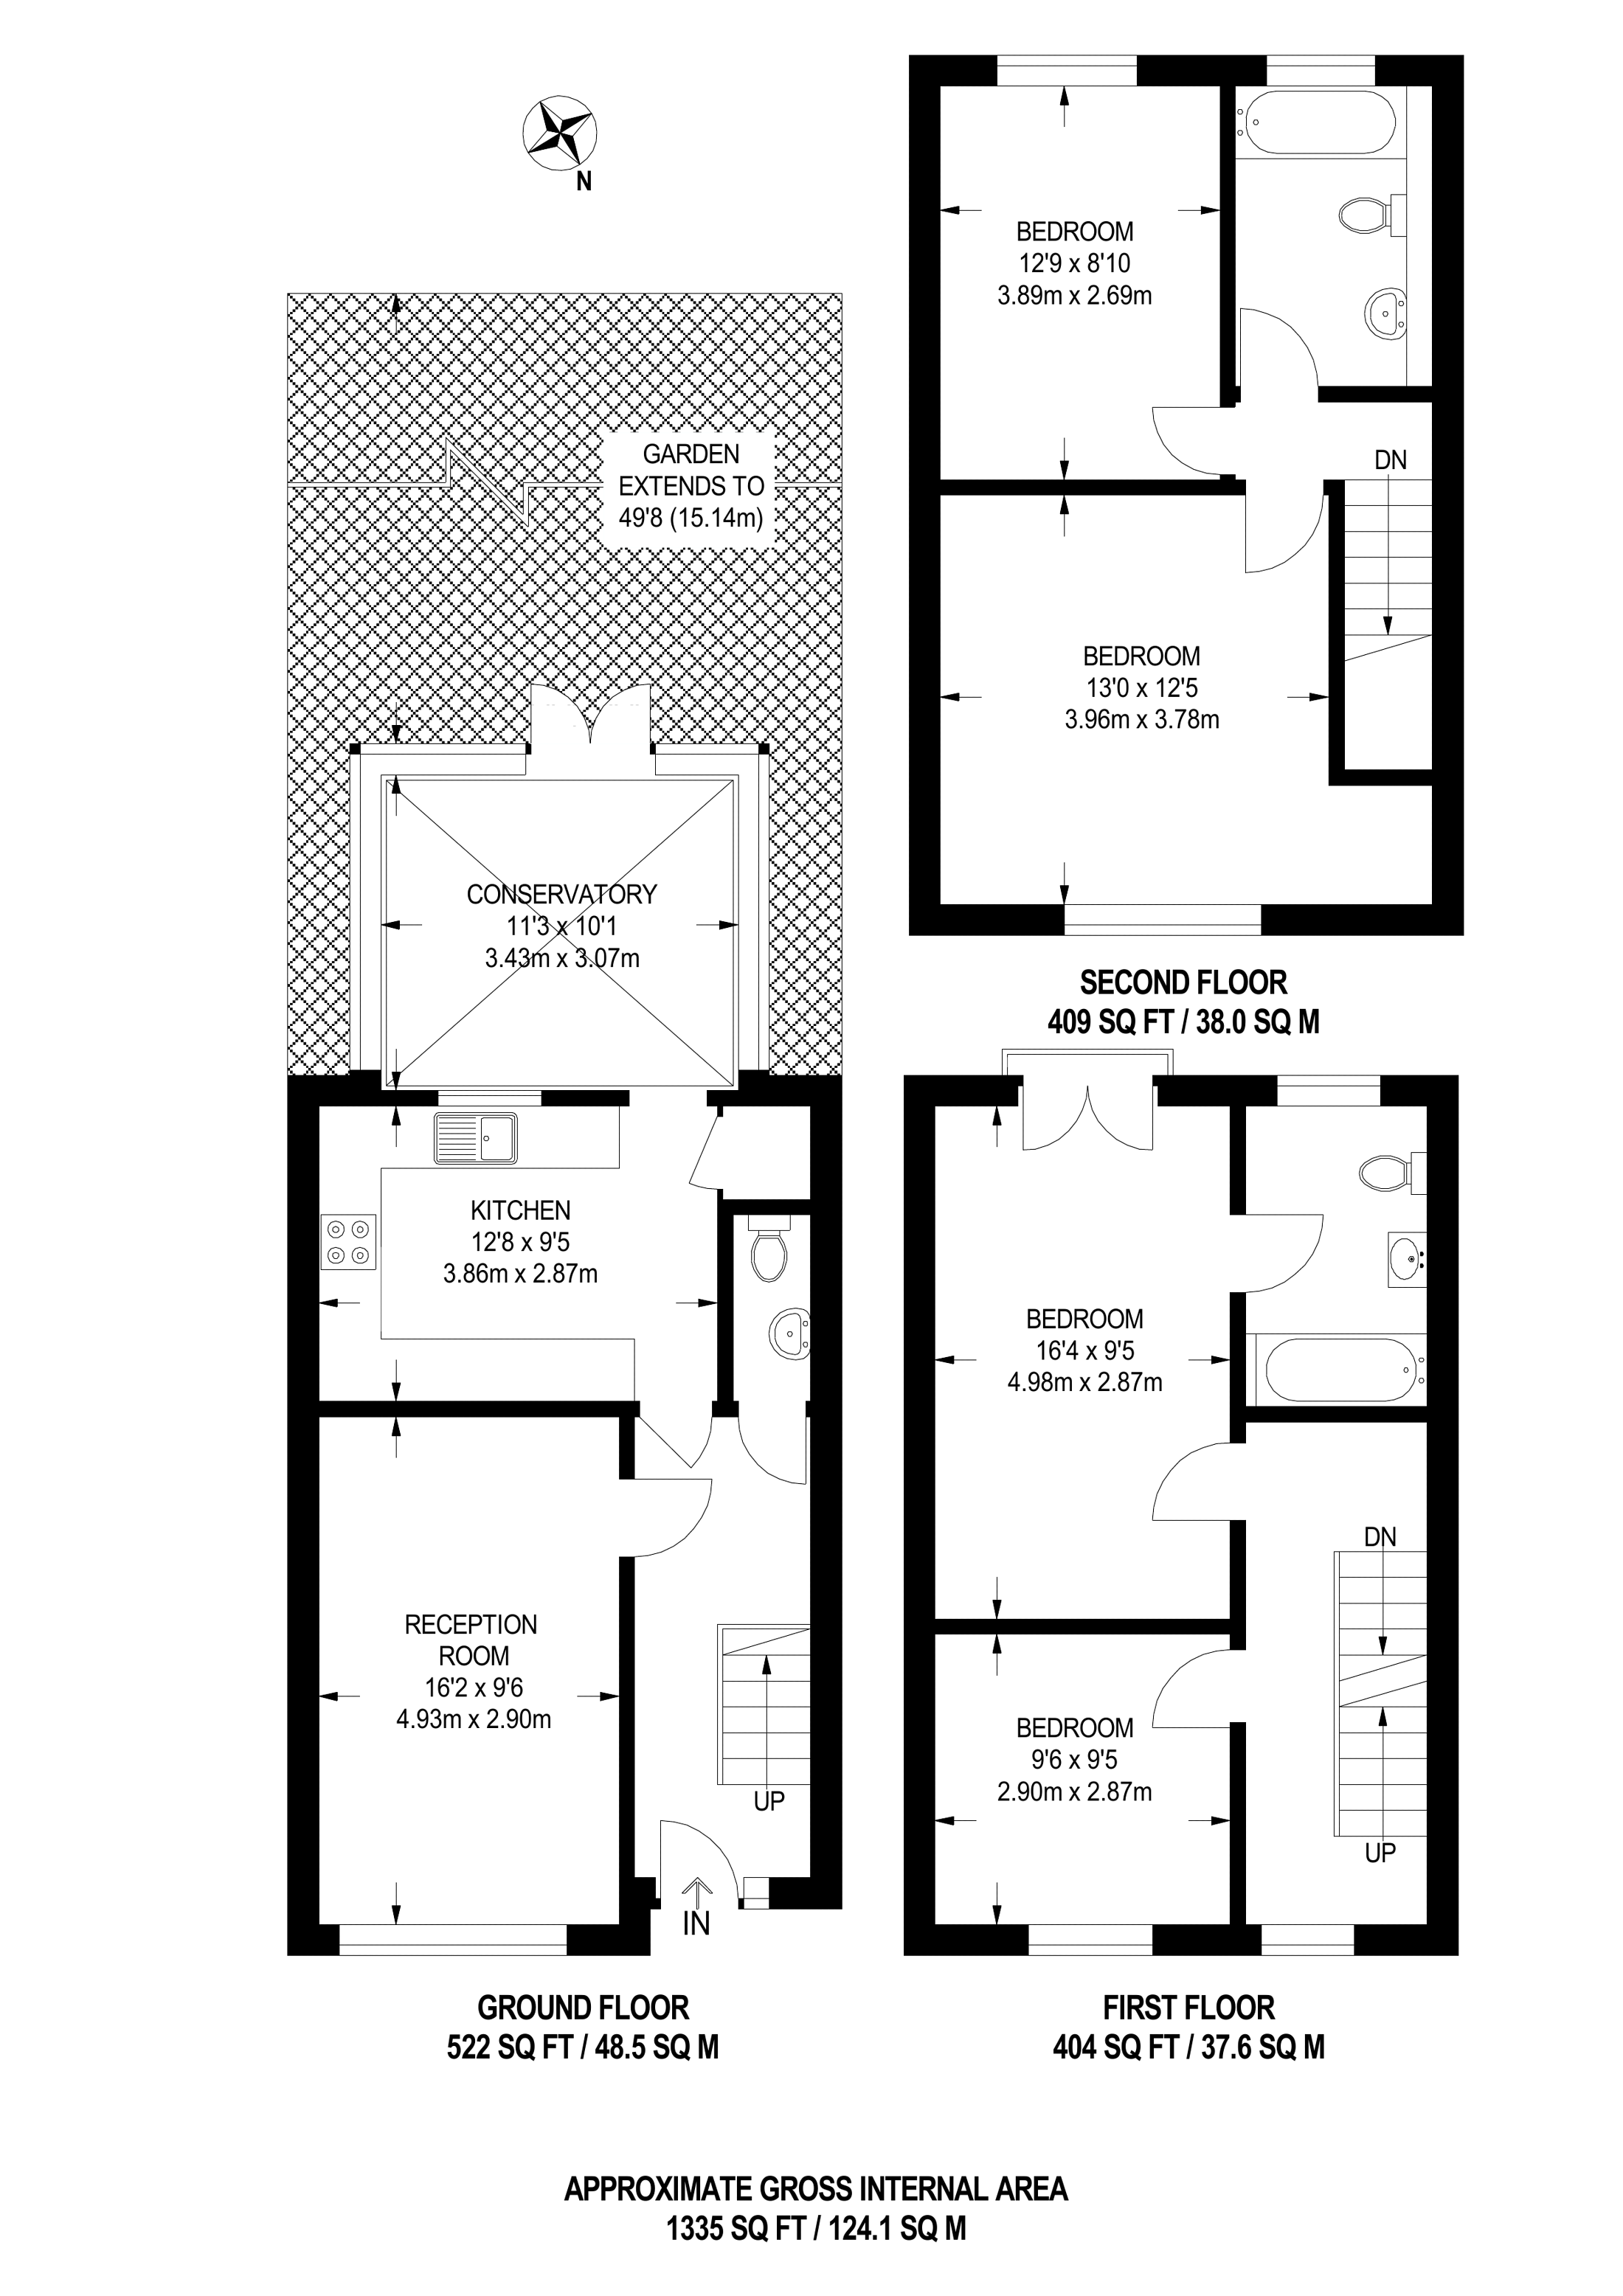 N
GARDEN
EXTENDS TO
49'8 (15.14m)
CONSERVATORY
11'3 x 10'1
3.43m x 3.07m
KITCHEN
12'8 x 9'5
3.86m x 2.87m
RECEPTION
ROOM
16'2 x 9'6
4.93m x 2.90m
UP
IN
GROUND FLOOR
522 SQ FT / 48.5 SQ M
BEDROOM
12'9 x 8'10
3.89m x 2.69m
DN
BEDROOM
13'0 x 12'5
3.96m x 3.78m
SECOND FLOOR
409 SQ FT / 38.0 SQ M
BEDROOM
16'4 x 9'5
4.98m x 2.87m
DN
BEDROOM
9'6 x 9'5
2.90m x 2.87m
UP
FIRST FLOOR
404 SQ FT / 37.6 SQ M
APPROXIMATE GROSS INTERNAL AREA
1335 SQ FT / 124.1 SQ M